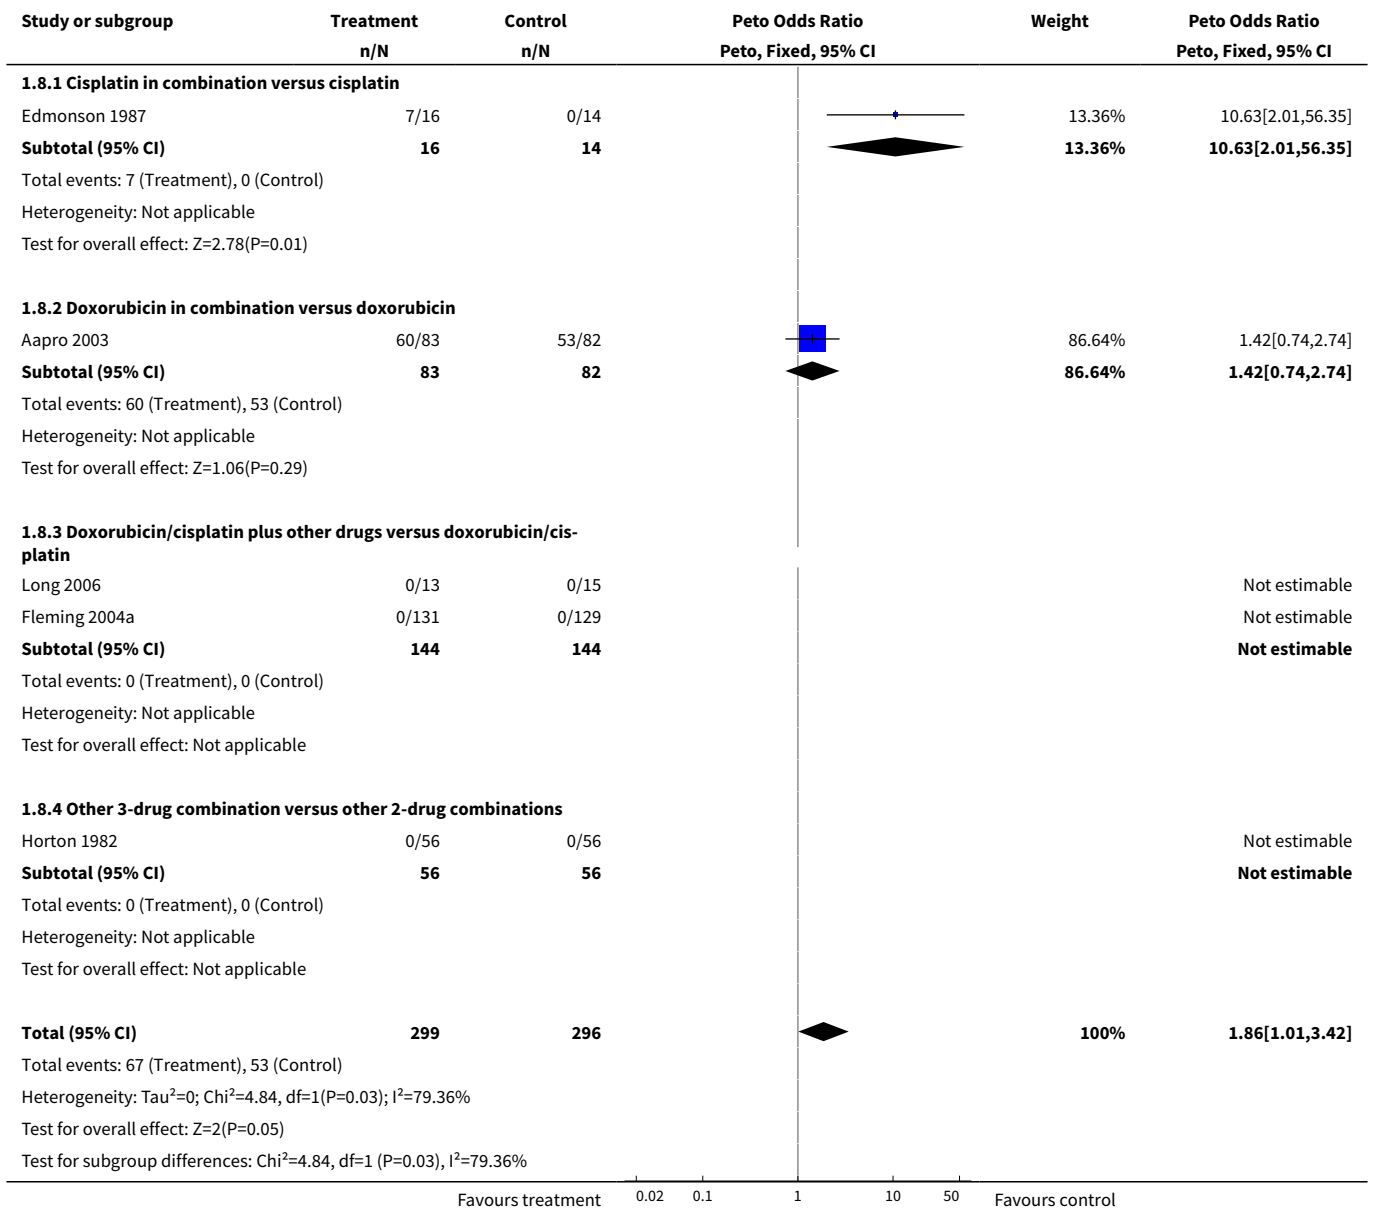 Study or subgroup Treatment Control Peto Odds Ratio Weight Peto Odds Ratio
n/N n/N Peto, Fixed, 95% CI Peto, Fixed, 95% CI
1.8.1 Cisplatin in combination versus cisplatin
Edmonson 1987 7/16 0/14 13.36% 10.63[2.01,56.35]
Subtotal (95% CI) 16 14 13.36% 10.63[2.01,56.35]
Total events: 7 (Treatment), 0 (Control)
Heterogeneity: Not applicable
Test for overall effect: Z=2.78(P=0.01)
1.8.2 Doxorubicin in combination versus doxorubicin
Aapro 2003 60/83 53/82 86.64% 1.42[0.74,2.74]
Subtotal (95% CI) 83 82 86.64% 1.42[0.74,2.74]
Total events: 60 (Treatment), 53 (Control)
Heterogeneity: Not applicable
Test for overall effect: Z=1.06(P=0.29)
1.8.3 Doxorubicin/cisplatin plus other drugs versus doxorubicin/cis-
platin
Long 2006 0/13 0/15 Not estimable
Fleming 2004a 0/131 0/129 Not estimable
Subtotal (95% CI) 144 144 Not estimable
Total events: 0 (Treatment), 0 (Control)
Heterogeneity: Not applicable
Test for overall effect: Not applicable
1.8.4 Other 3-drug combination versus other 2-drug combinations
Horton 1982 0/56 0/56 Not estimable
Subtotal (95% CI) 56 56 Not estimable
Total events: 0 (Treatment), 0 (Control)
Heterogeneity: Not applicable
Test for overall effect: Not applicable
Total (95% CI) 299 296 100% 1.86[1.01,3.42]
Total events: 67 (Treatment), 53 (Control)
Heterogeneity: Tau²=0; Chi²=4.84, df=1(P=0.03); I²=79.36%
Test for overall effect: Z=2(P=0.05)
Test for subgroup differences: Chi²=4.84, df=1 (P=0.03), I²=79.36%
Favours treatment 0.02 0.1 1 10 50 Favours control